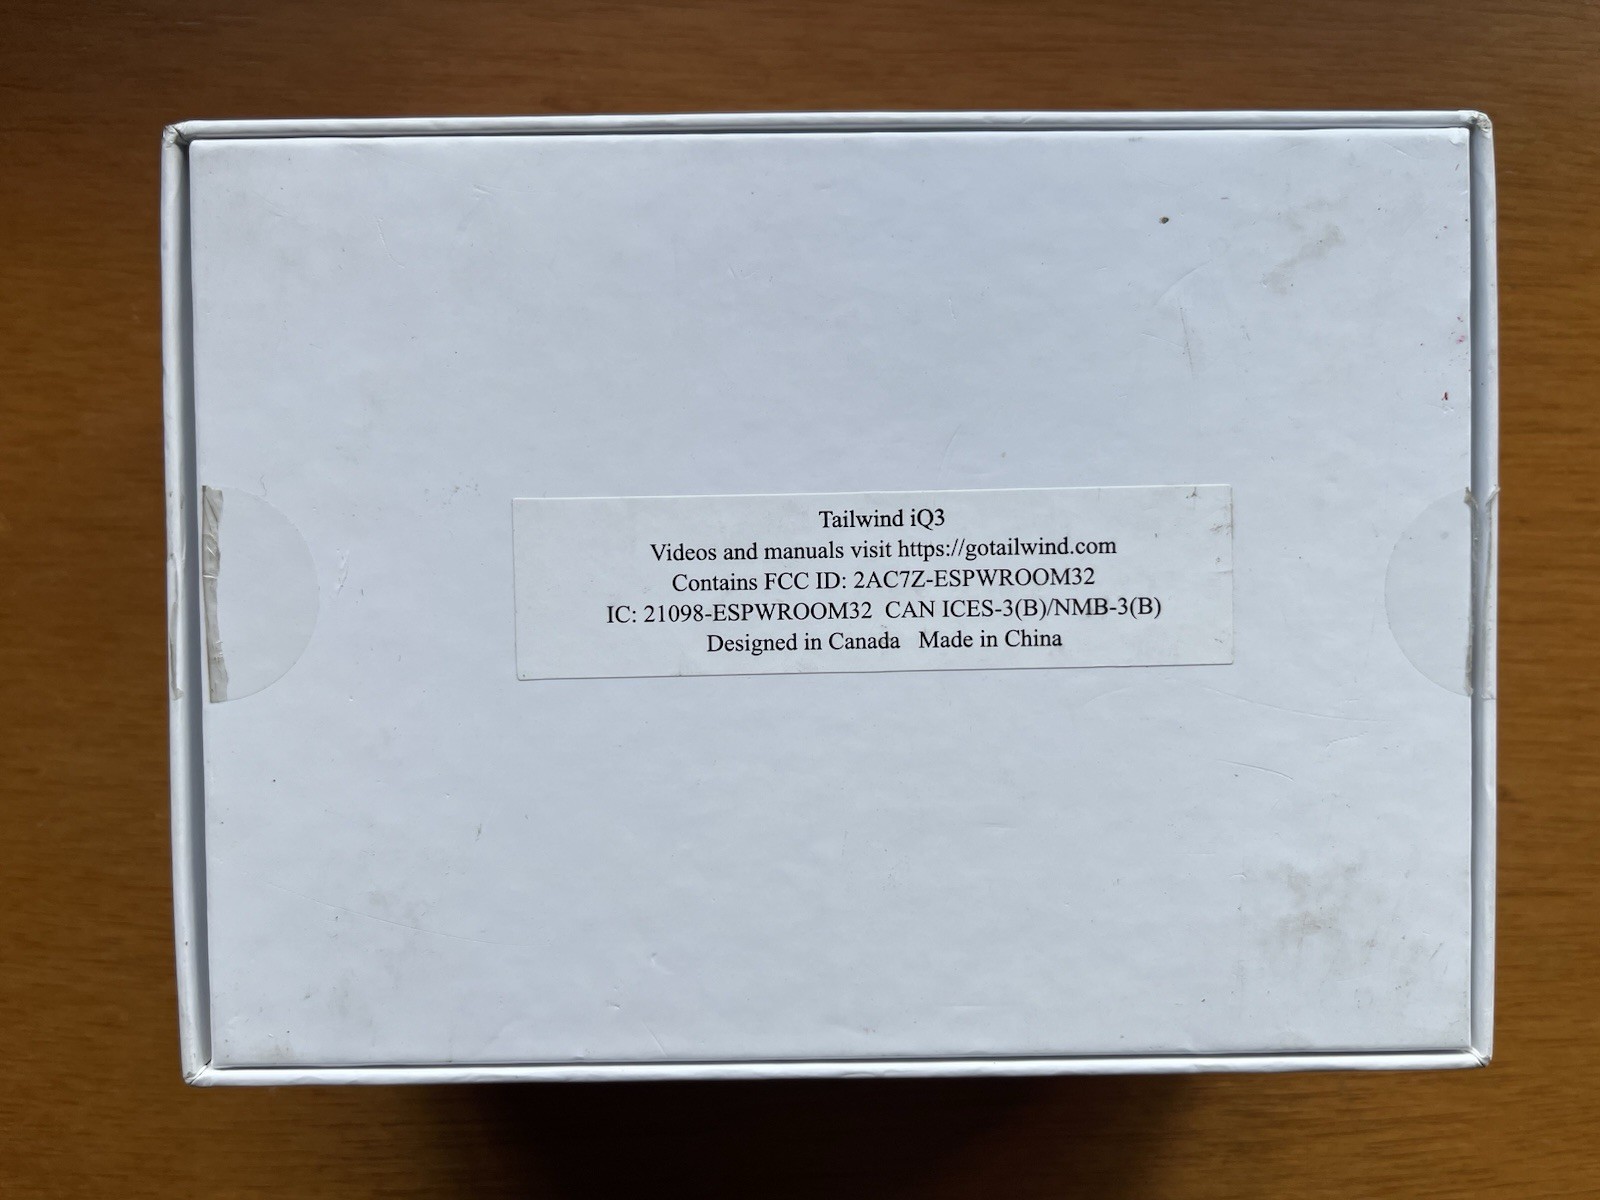 Tailwind iQ3
Videos and manuals visit https://gotailwind.com
Contains FCC ID: 2AC7Z-ESPWROOM32
IC: 21098-ESPWROOM32  CAN ICES-3(B)/NMB-3(B)
Designed in Canada   Made in China